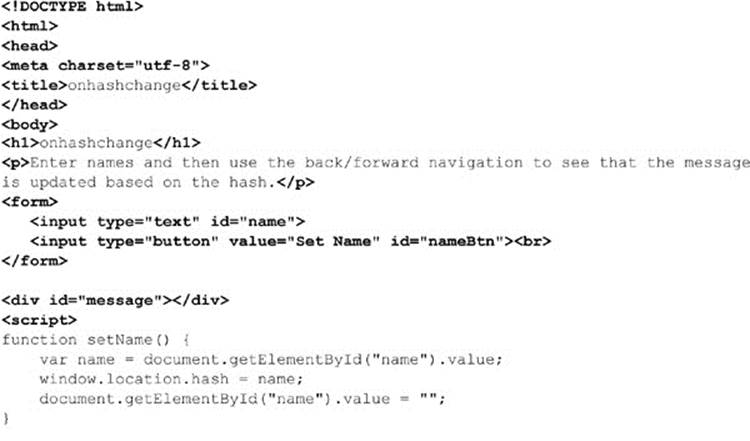 <!DOCTYPE html>
<html>
<head>
<meta charset="utf-8">
<title>onhashchange</title>
</head>
<body>
<h1>onhashchange</h1>
<p>Enter names and then use the back/forward navigation to see that the message
is updated based on the hash.</p>
<form>
   <input type="text" id="name">
   <input type="button" value="Set Name" id="nameBtn"><br>
</form>

<div id="message"></div>
<script>
function setName() {
    var name = document.getElementById("name").value;
    window.location.hash = name;
    document.getElementById("name").value = "";
}